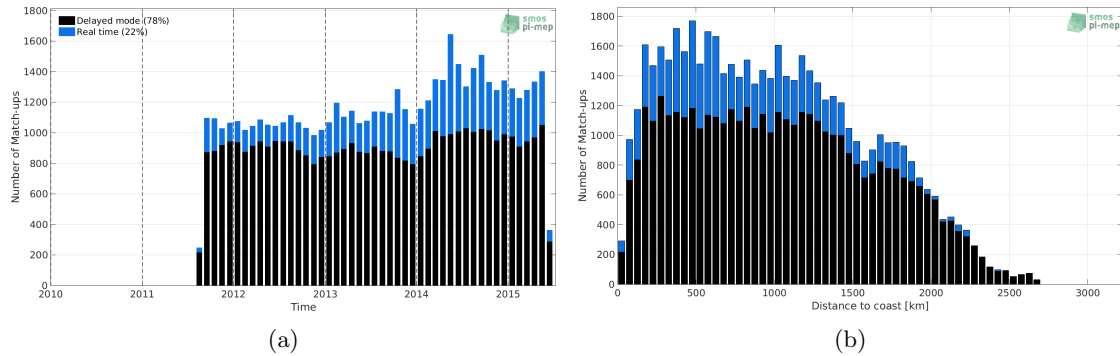 Delayed mode (78%)
Real time (22%)
smos
pi-mep
1800
1600
1400
1200
1000
800
600
400
200
0
Number of Match-ups
2010 2011 2012 2013 2014 2015
Time
(a)
smos
pi-mep
1800
1600
1400
1200
1000
800
600
400
200
0
Number of Match-ups
0 500 1000 1500 2000 2500 3000
Distance to coast [km]
(b)